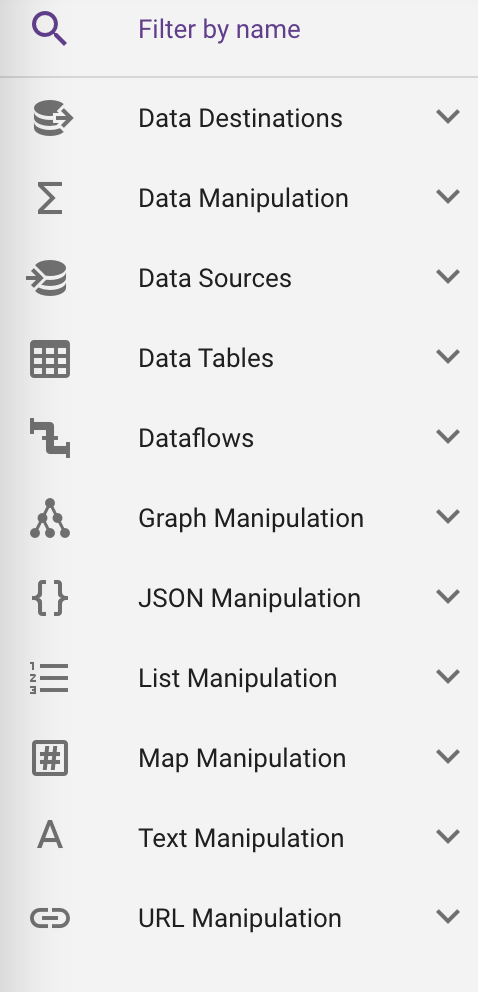 Filter by name
Data Destinations
Data Manipulation
Data Sources
Data Tables
Dataflows
Graph Manipulation
JSON Manipulation
List Manipulation
Map Manipulation
Text Manipulation
URL Manipulation